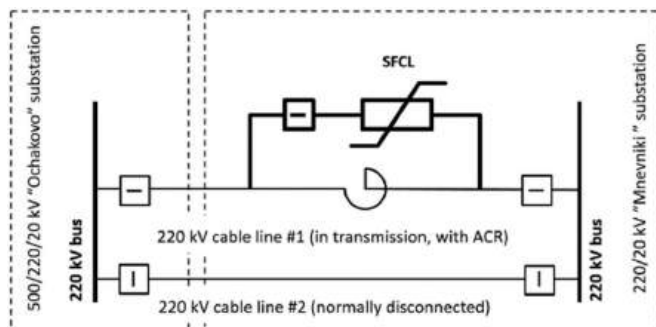 500/220/20 kV "Ochakovo" substation
220 kV bus
SFCL
220 kV cable line #1 (in transmission, with ACR)
220 kV cable line #2 (normally disconnected)
220 kV bus
220/20 kV "Mnevniki " substation